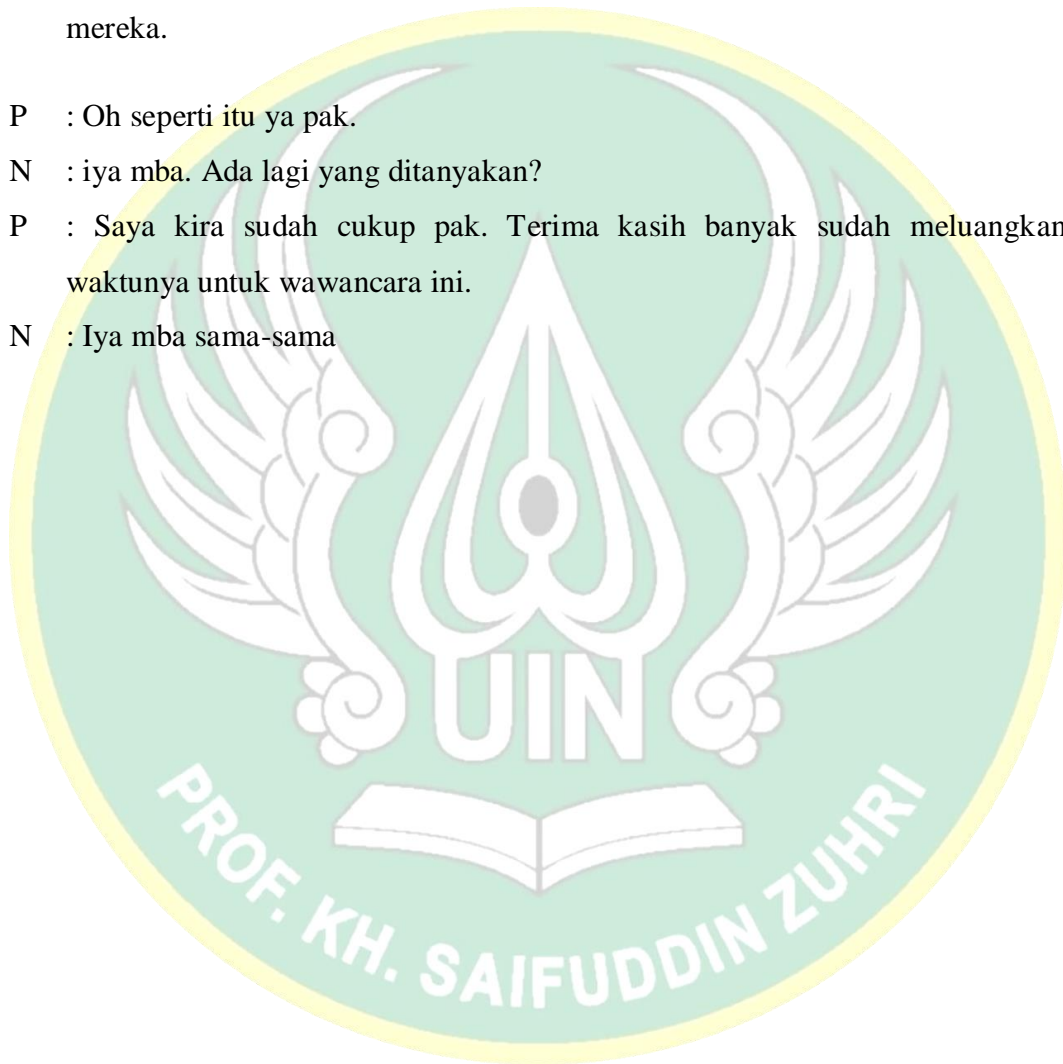 mereka.
P : Oh seperti itu ya pak.
N : iya mba. Ada lagi yang ditanyakan?
P : Saya kira sudah cukup pak. Terima kasih banyak sudah meluangkan
waktunya untuk wawancara ini.
N : Iya mba sama-sama
UIN
PROF. KH. SAIFUDDIN ZUHRI